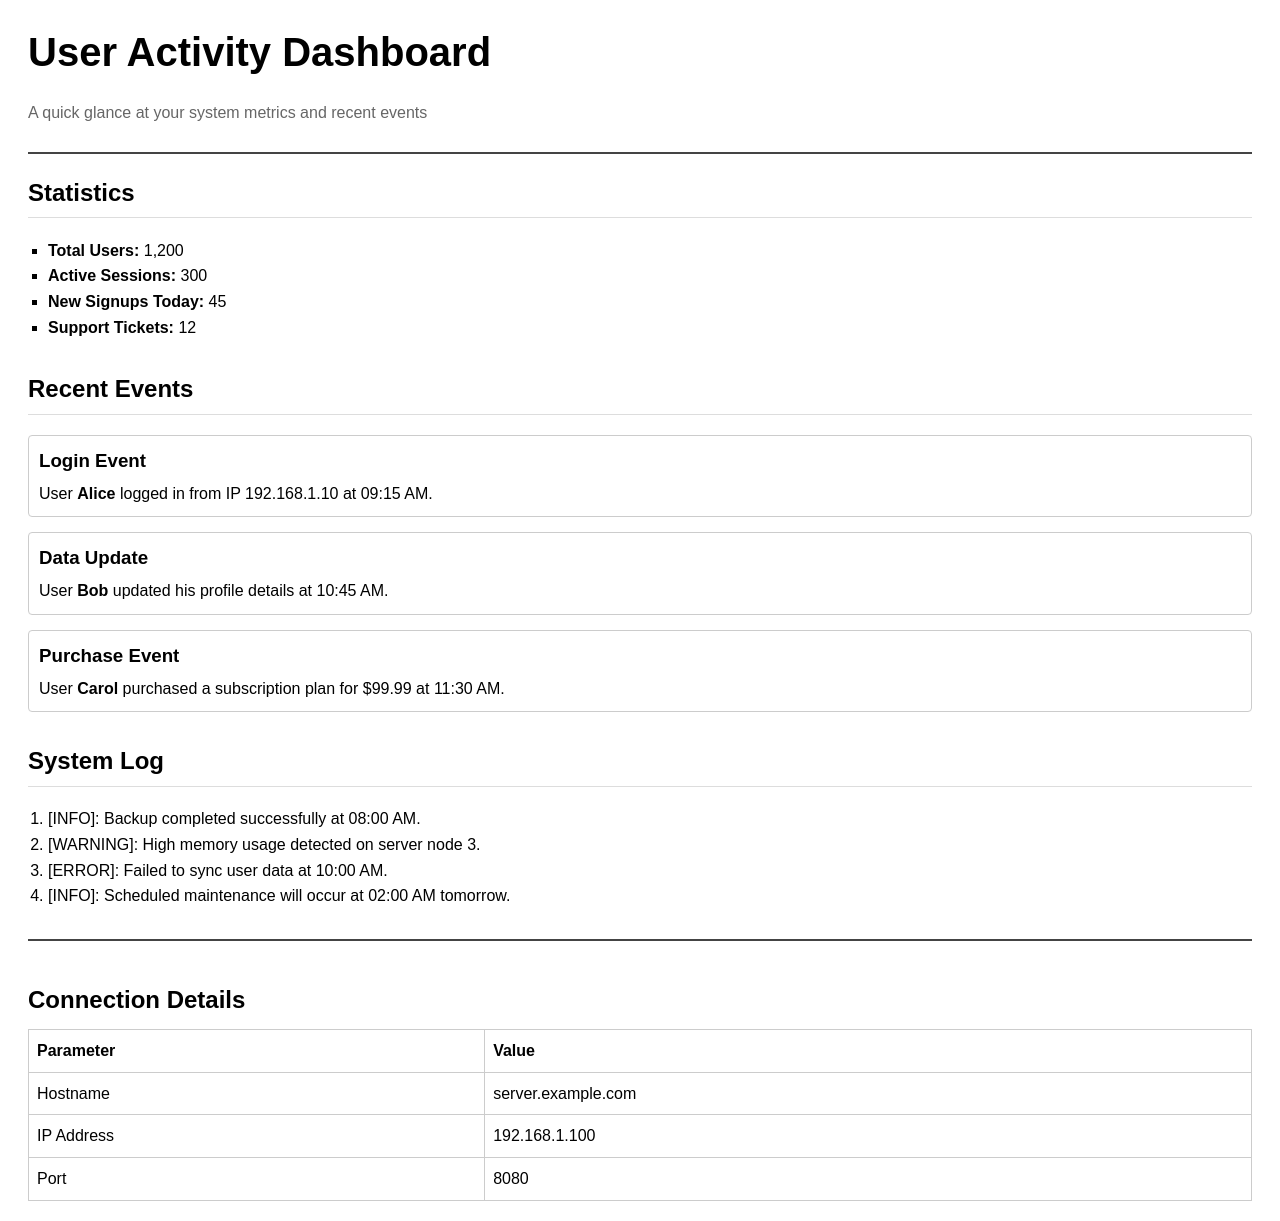 User Activity Dashboard
A quick glance at your system metrics and recent events
Statistics
Total Users: 1,200
Active Sessions: 300
New Signups Today: 45
Support Tickets: 12
Recent Events
Login Event
User Alice logged in from IP 192.168.1.10 at 09:15 AM.
Data Update
User Bob updated his profile details at 10:45 AM.
Purchase Event
User Carol purchased a subscription plan for $99.99 at 11:30 AM.
System Log
1. [INFO]: Backup completed successfully at 08:00 AM.
2. [WARNING]: High memory usage detected on server node 3.
3. [ERROR]: Failed to sync user data at 10:00 AM.
4. [INFO]: Scheduled maintenance will occur at 02:00 AM tomorrow.
Connection Details
Parameter Value
Hostname server.example.com
IP Address 192.168.1.100
Port 8080